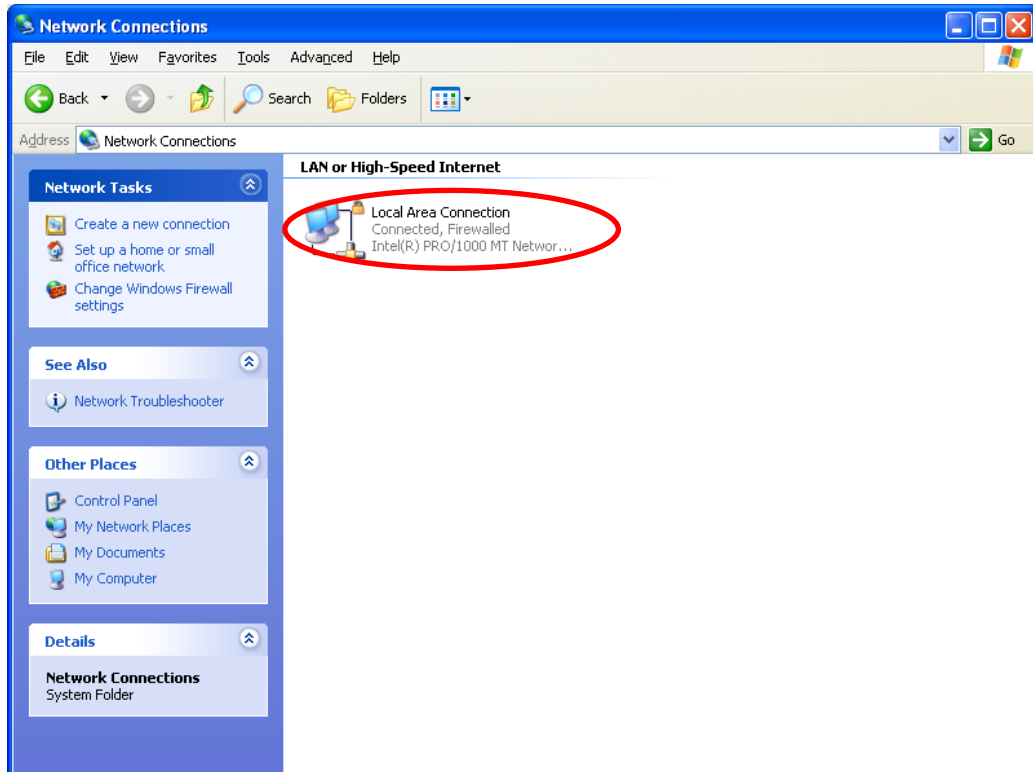 Network Connections
File Edit View Favorites Tools Advanced Help
Back Search Folders
Address Network Connections Go
Network Tasks
Create a new connection
Set up a home or small
office network
Change Windows Firewall
settings
See Also
Network Troubleshooter
Other Places
Control Panel
My Network Places
My Documents
My Computer
Details
Network Connections
System Folder
LAN or High-Speed Internet
Local Area Connection
Connected, Firewalled
Intel(R) PRO/1000 MT Networ...